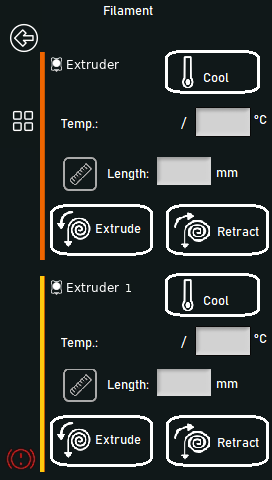 Filament
Extruder
Cool
Temp.: / °C
Length: mm
Extrude Retract
Extruder 1
Cool
Temp.: / °C
Length: mm
Extrude Retract